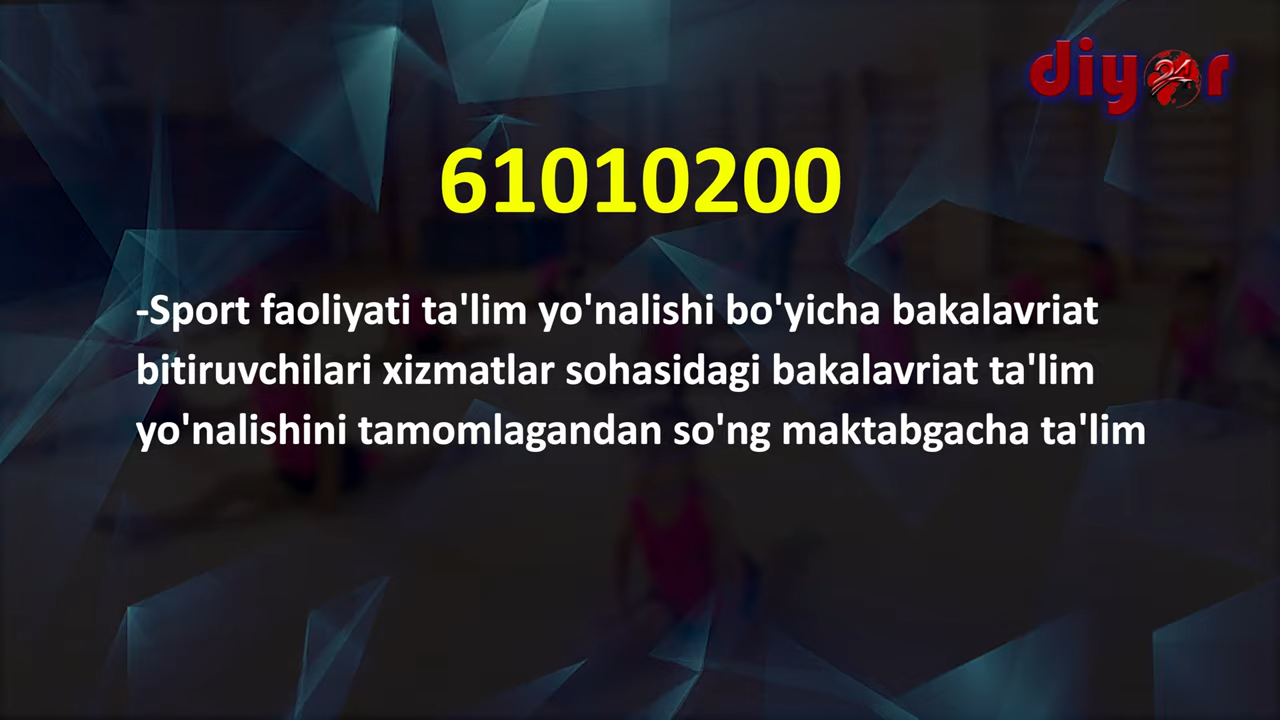 diyor 24
61010200
-Sport faoliyati ta'lim yo'nalishi bo'yicha bakalavriat
bitiruvchilari xizmatlar sohasidagi bakalavriat ta'lim
yo'nalishini tamomlagandan so'ng maktabgacha ta'lim